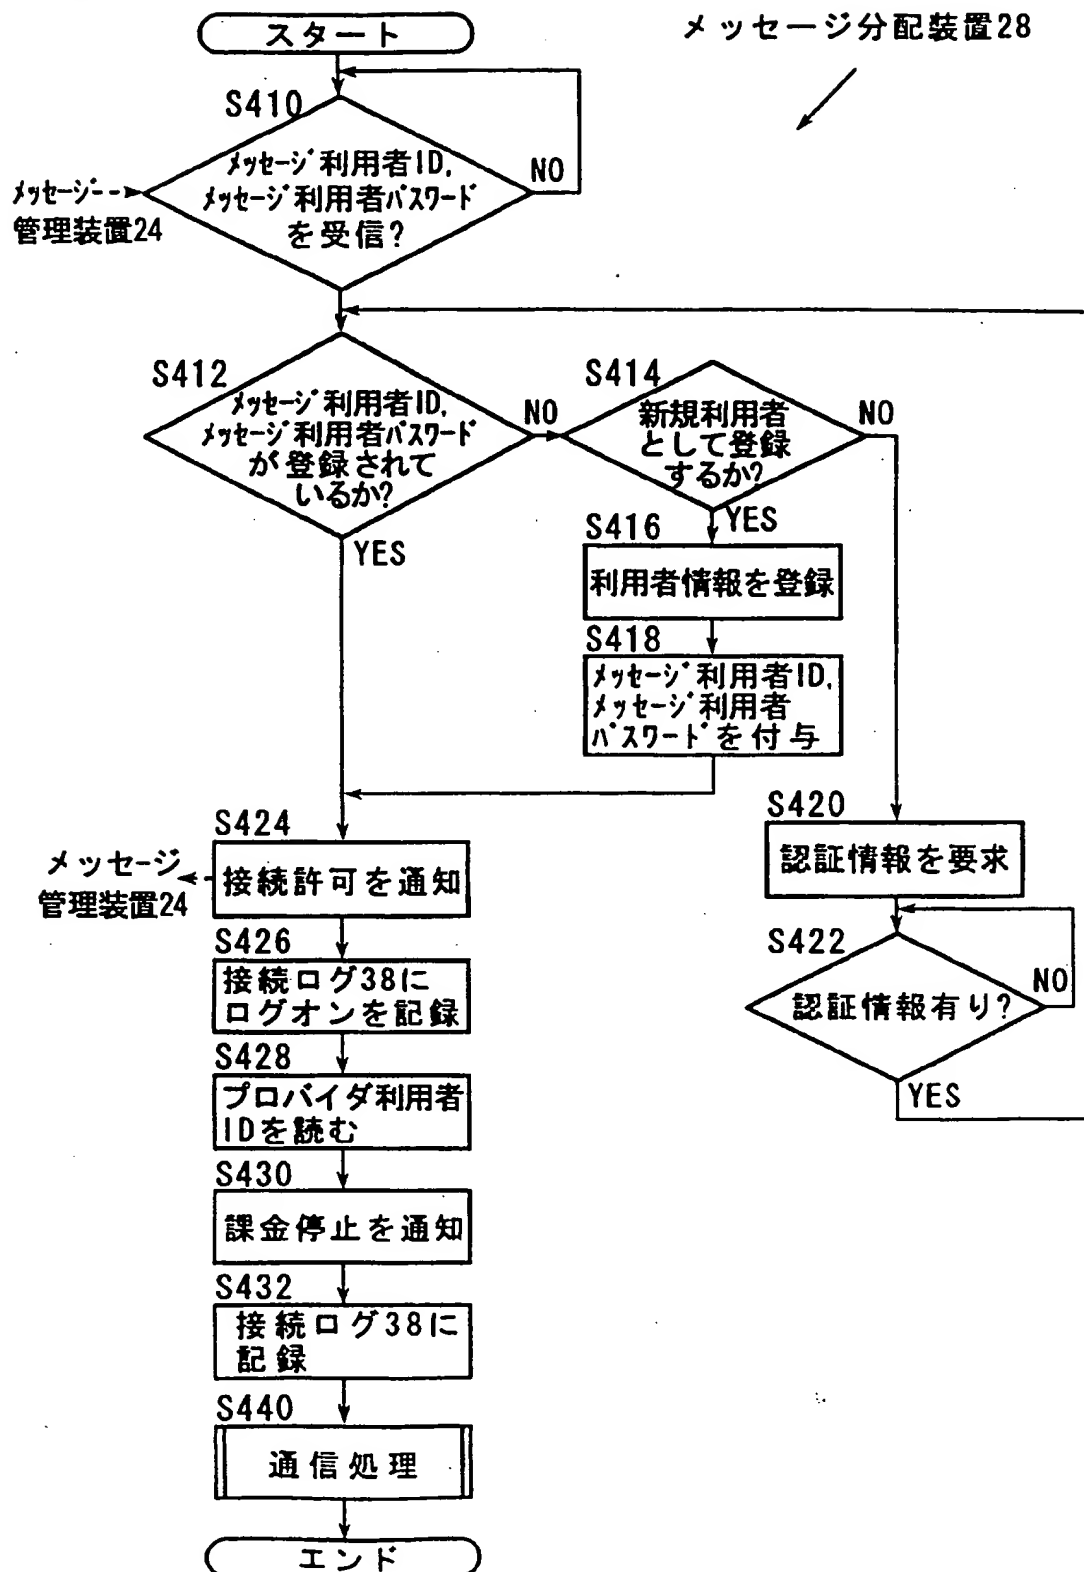 メッセージ分配装置28
スタート
S410
メッセージ利用者ID,
メッセージ利用者パスワード
を受信?
NO
メッセージ
管理装置24
S412
メッセージ利用者ID,
メッセージ利用者パスワード
が登録されて
いるか?
NO
YES
S414
新規利用者
として登録
するか?
NO
YES
S416
利用者情報を登録
S418
メッセージ利用者ID,
メッセージ利用者
パスワードを付与
S420
認証情報を要求
S422
認証情報有り?
NO
YES
S424
接続許可を通知
メッセージ
管理装置24
S426
接続ログ38に
ログオンを記録
S428
プロバイダ利用者
IDを読む
S430
課金停止を通知
S432
接続ログ38に
記録
S440
通信処理
エンド